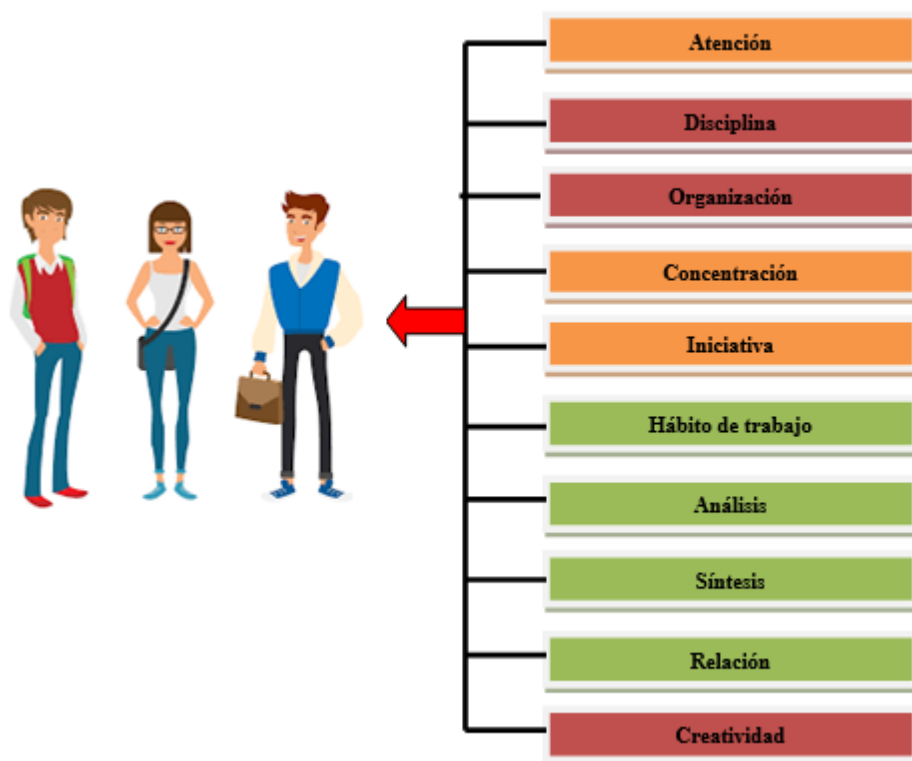 Atención
Disciplina
Organización
Concentración
Iniciativa
Hábito de trabajo
Análisis
Síntesis
Relación
Creatividad